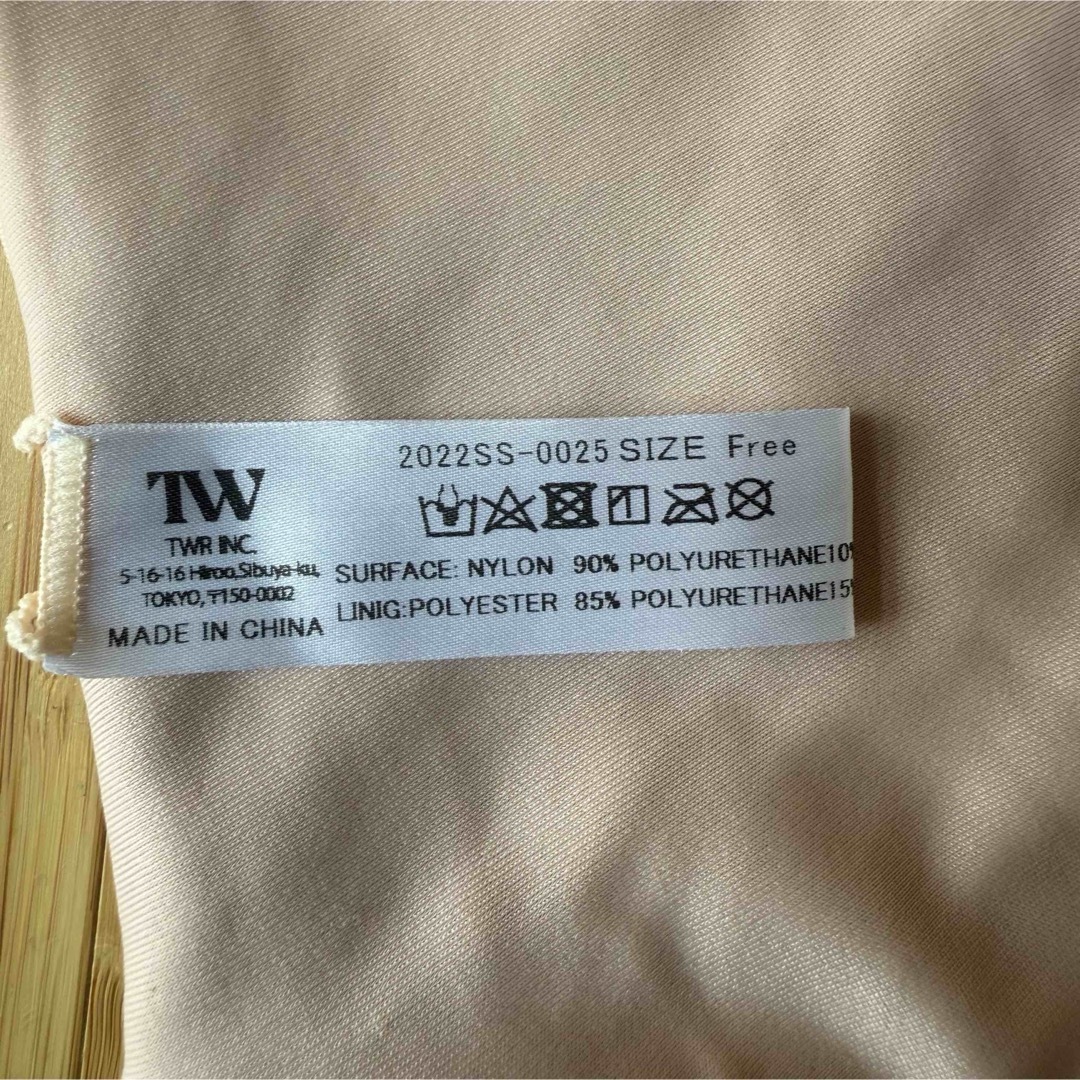 TW
TWR INC.
5-16-16 Hiroo,Sibuya-ku,
TOKYO,〒150-0002
MADE IN CHINA
2022SS-0025 SIZE Free
SURFACE: NYLON 90% POLYURETHANE10%
LINIG:POLYESTER 85% POLYURETHANE15%